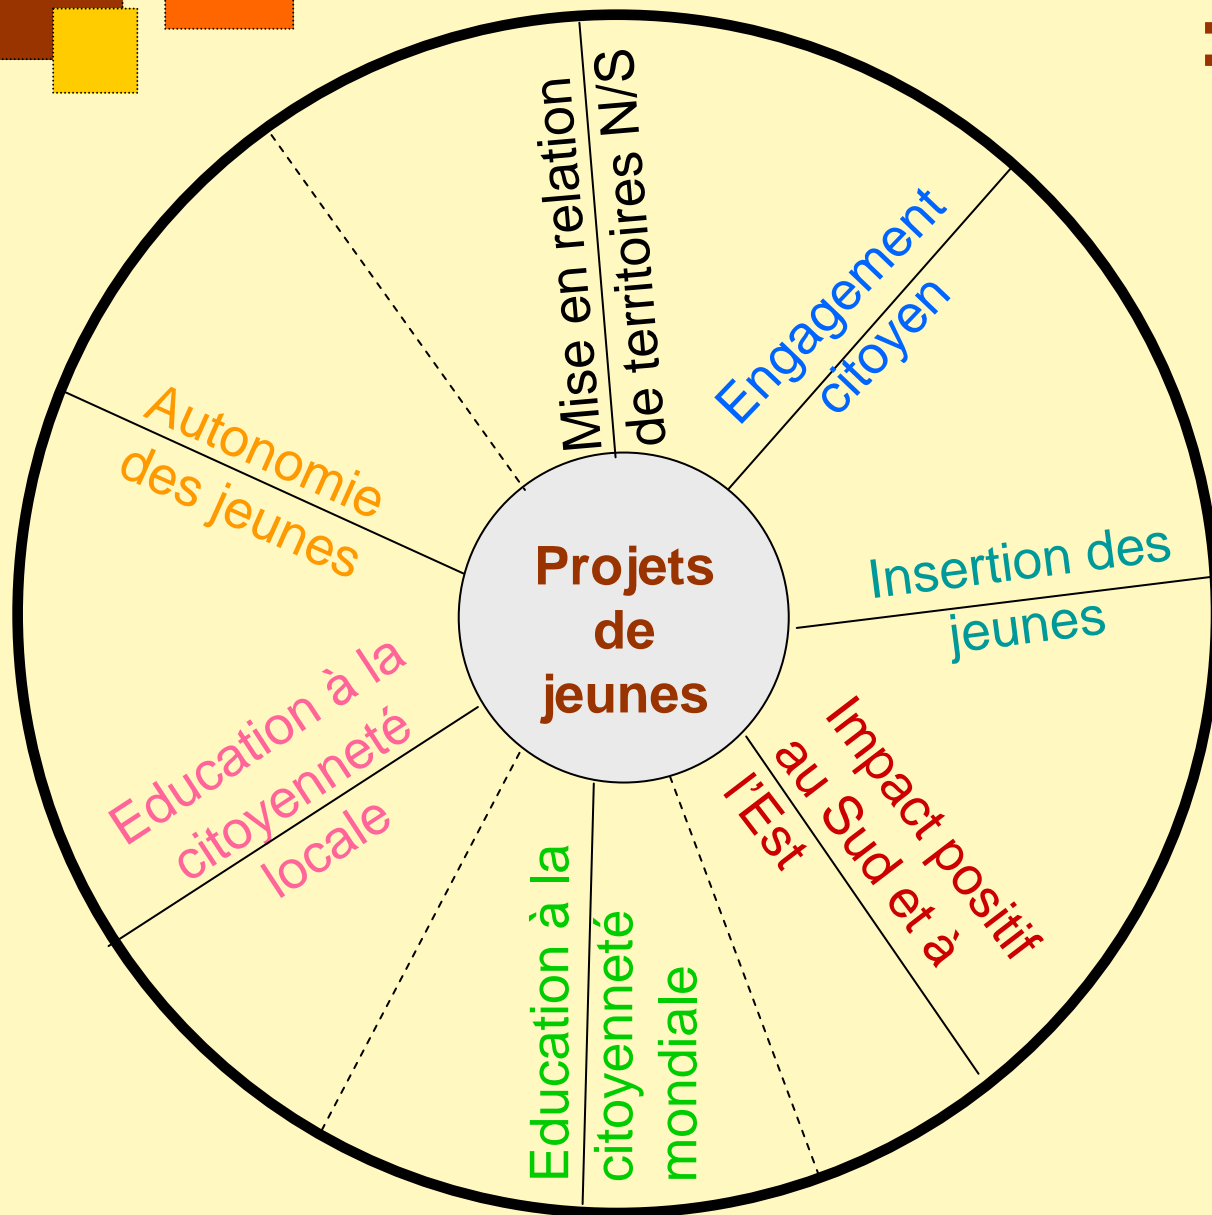 Mise en relation
de territoires N/S
Engagement
citoyen
Insertion des
jeunes
Impact positif
au Sud et à
l'Est
Education à la
citoyenneté
mondiale
Education à la
citoyenneté
locale
Autonomie
des jeunes
Projets
de
jeunes